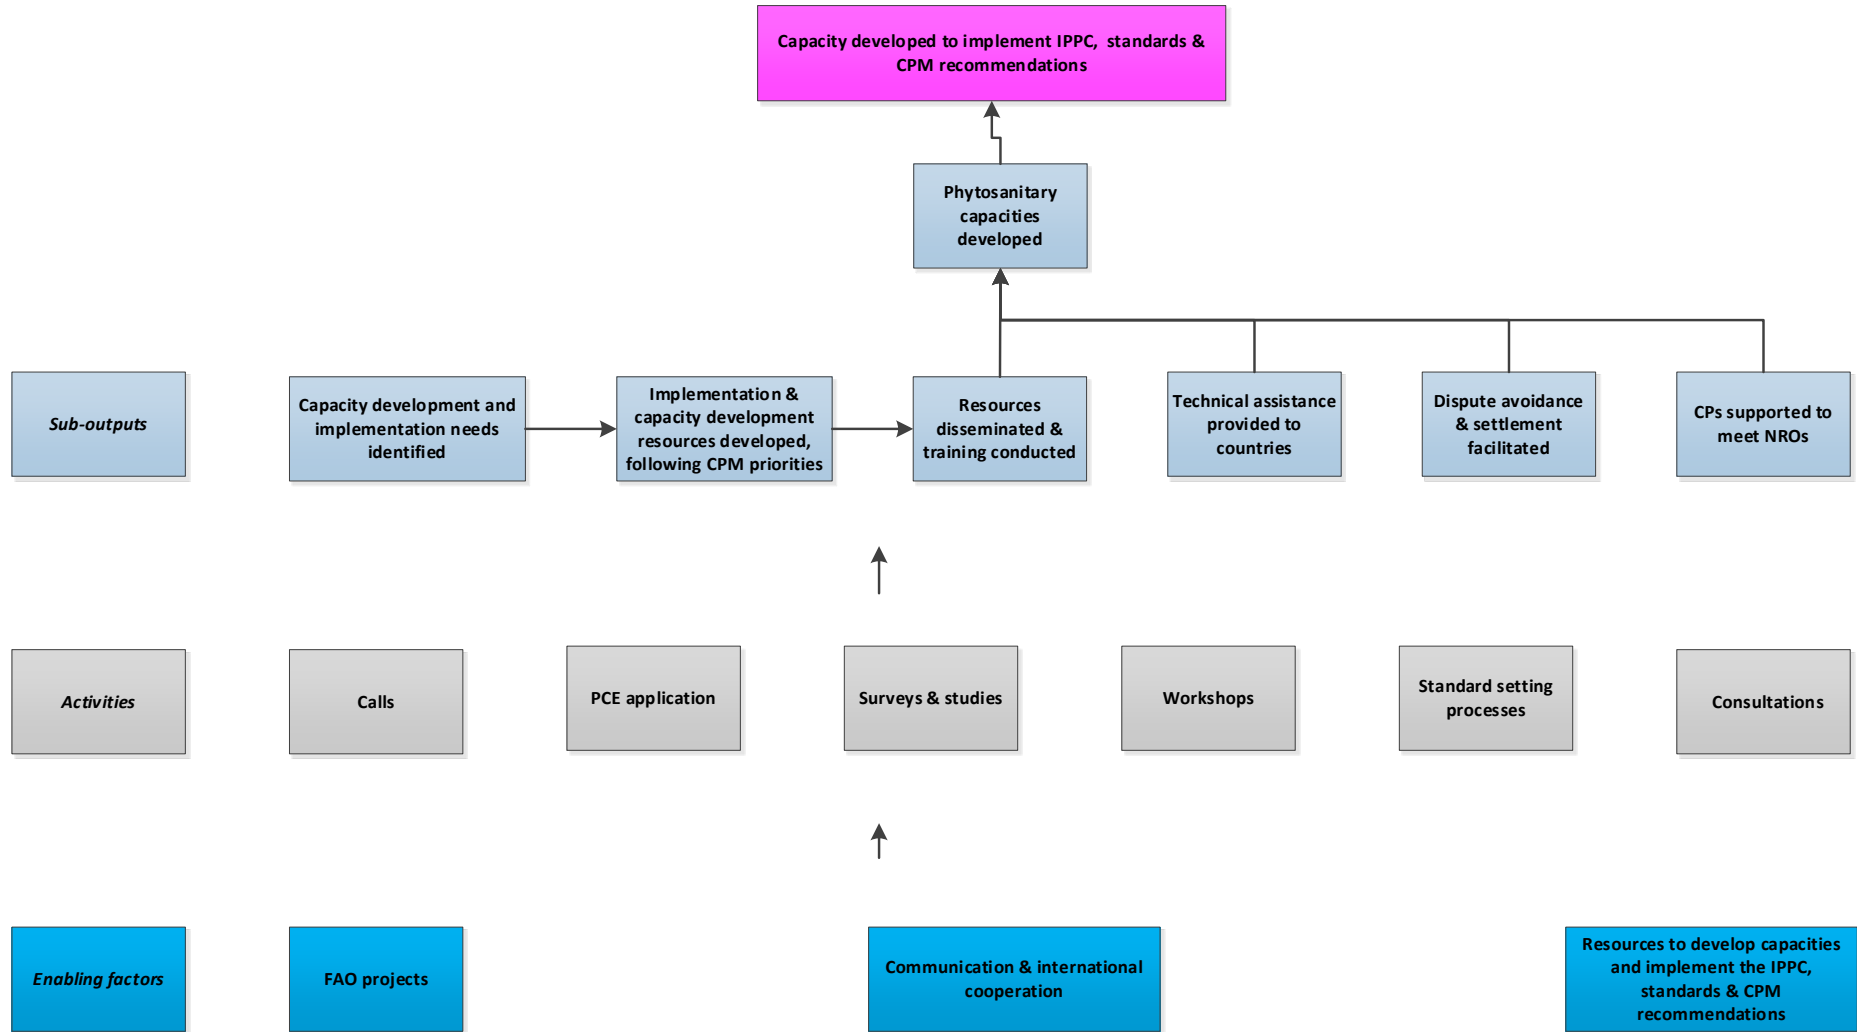 Capacity developed to implement IPPC, standards &
CPM recommendations
Phytosanitary
capacities
developed
Sub-outputs
Capacity development and
implementation needs
identified
Implementation &
capacity development
resources developed,
following CPM priorities
Resources
disseminated &
training conducted
Technical assistance
provided to
countries
Dispute avoidance
& settlement
facilitated
CPs supported to
meet NROs
Activities
Calls
PCE application
Surveys & studies
Workshops
Standard setting
processes
Consultations
Enabling factors
FAO projects
Communication & international
cooperation
Resources to develop capacities
and implement the IPPC,
standards & CPM
recommendations